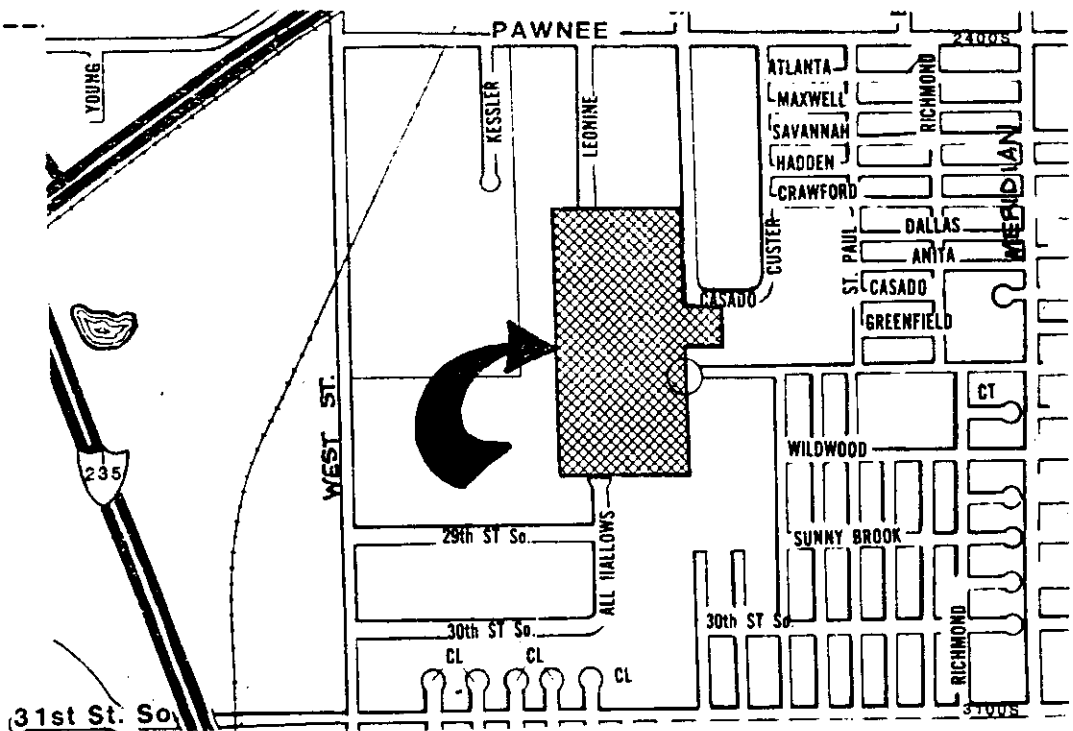 PAWNEE
2400S
YOUNG
KESSLER
LEONINE
ATLANTA
MAXWELL
SAVANNAH
HADDEN
CRAWFORD
RICHMOND
MERIDIAN
DALLAS
ANITA
ST. PAUL
CUSTER
CASADO
CASADO
GREENFIELD
WEST ST.
235
CT
WILDWOOD
SUNNY BROOK
29th ST So.
ALL HALLOWS
30th ST So.
30th ST So
RICHMOND
CL
CL
CL
31st St. So
3100S